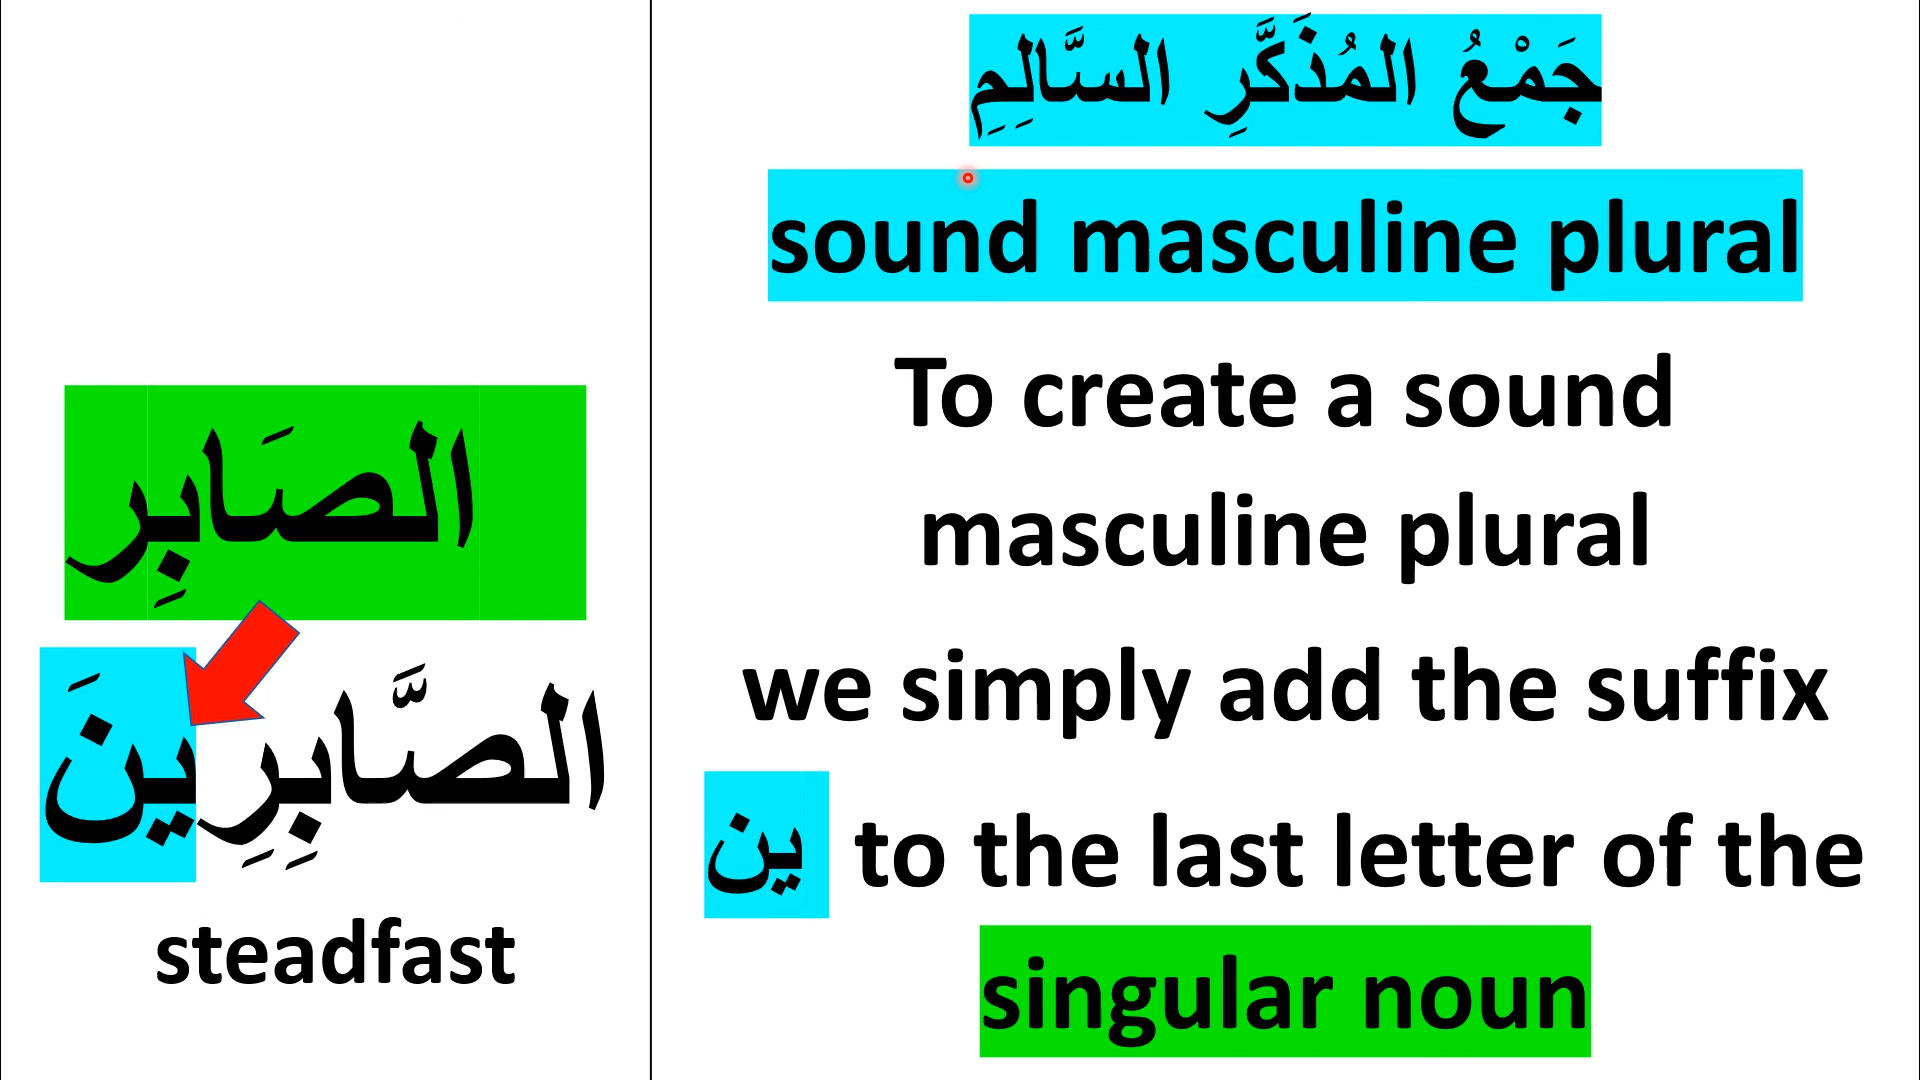 الصَابِر
الصَّابِرِينَ
steadfast
جَمْعُ المُذَكَّرِ السَّالِمِ
sound masculine plural
To create a sound
masculine plural
we simply add the suffix
ين to the last letter of the
singular noun